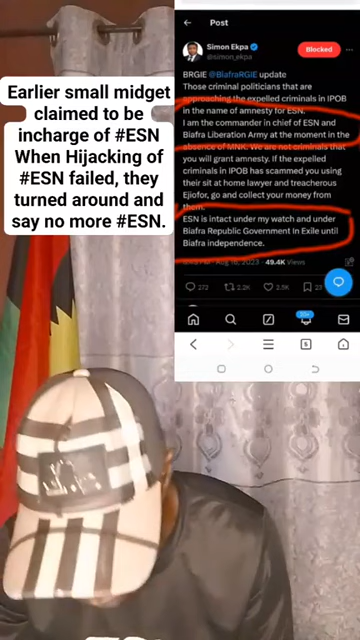 Earlier small midget
claimed to be
incharge of #ESN
When Hijacking of
#ESN failed, they
turned around and
say no more #ESN.
Post
Simon Ekpa
@simon_ekpa
Blocked
BRGIE @BiafraRGIE update
Those criminal politicians that are
approaching the expelled criminals in IPOB
in the name of amnesty for ESN.
I am the commander in chief of ESN and
Biafra Liberation Army at the moment in the
absence of MNK. We are not criminals that
you will grant amnesty. If the expelled
criminals in IPOB has scammed you using
their sit at home lawyer and treacherous
Ejiofor, go and collect your money from
them.
ESN is intact under my watch and under
Biafra Republic Government In Exile until
Biafra independence.
49.4K Views
272
2.2K
2.5K
23